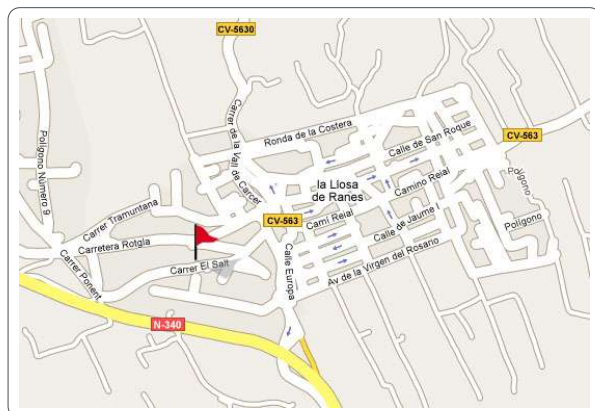 CV-5630
Polígono Número 9
Carrer de la Vall de Carcer
Ronda de la Costera
Calle de San Roque
CV-563
Polígono
la Llosa
de Ranes
Camino Reial
Carrer Tramuntana
CV-563
Camí Reial
Calle de Jaume I
Polígono
Carretera Rotgla
Carrer Ponent
Carrer El Salt
Calle Europa
Av de la Virgen del Rosario
N-340